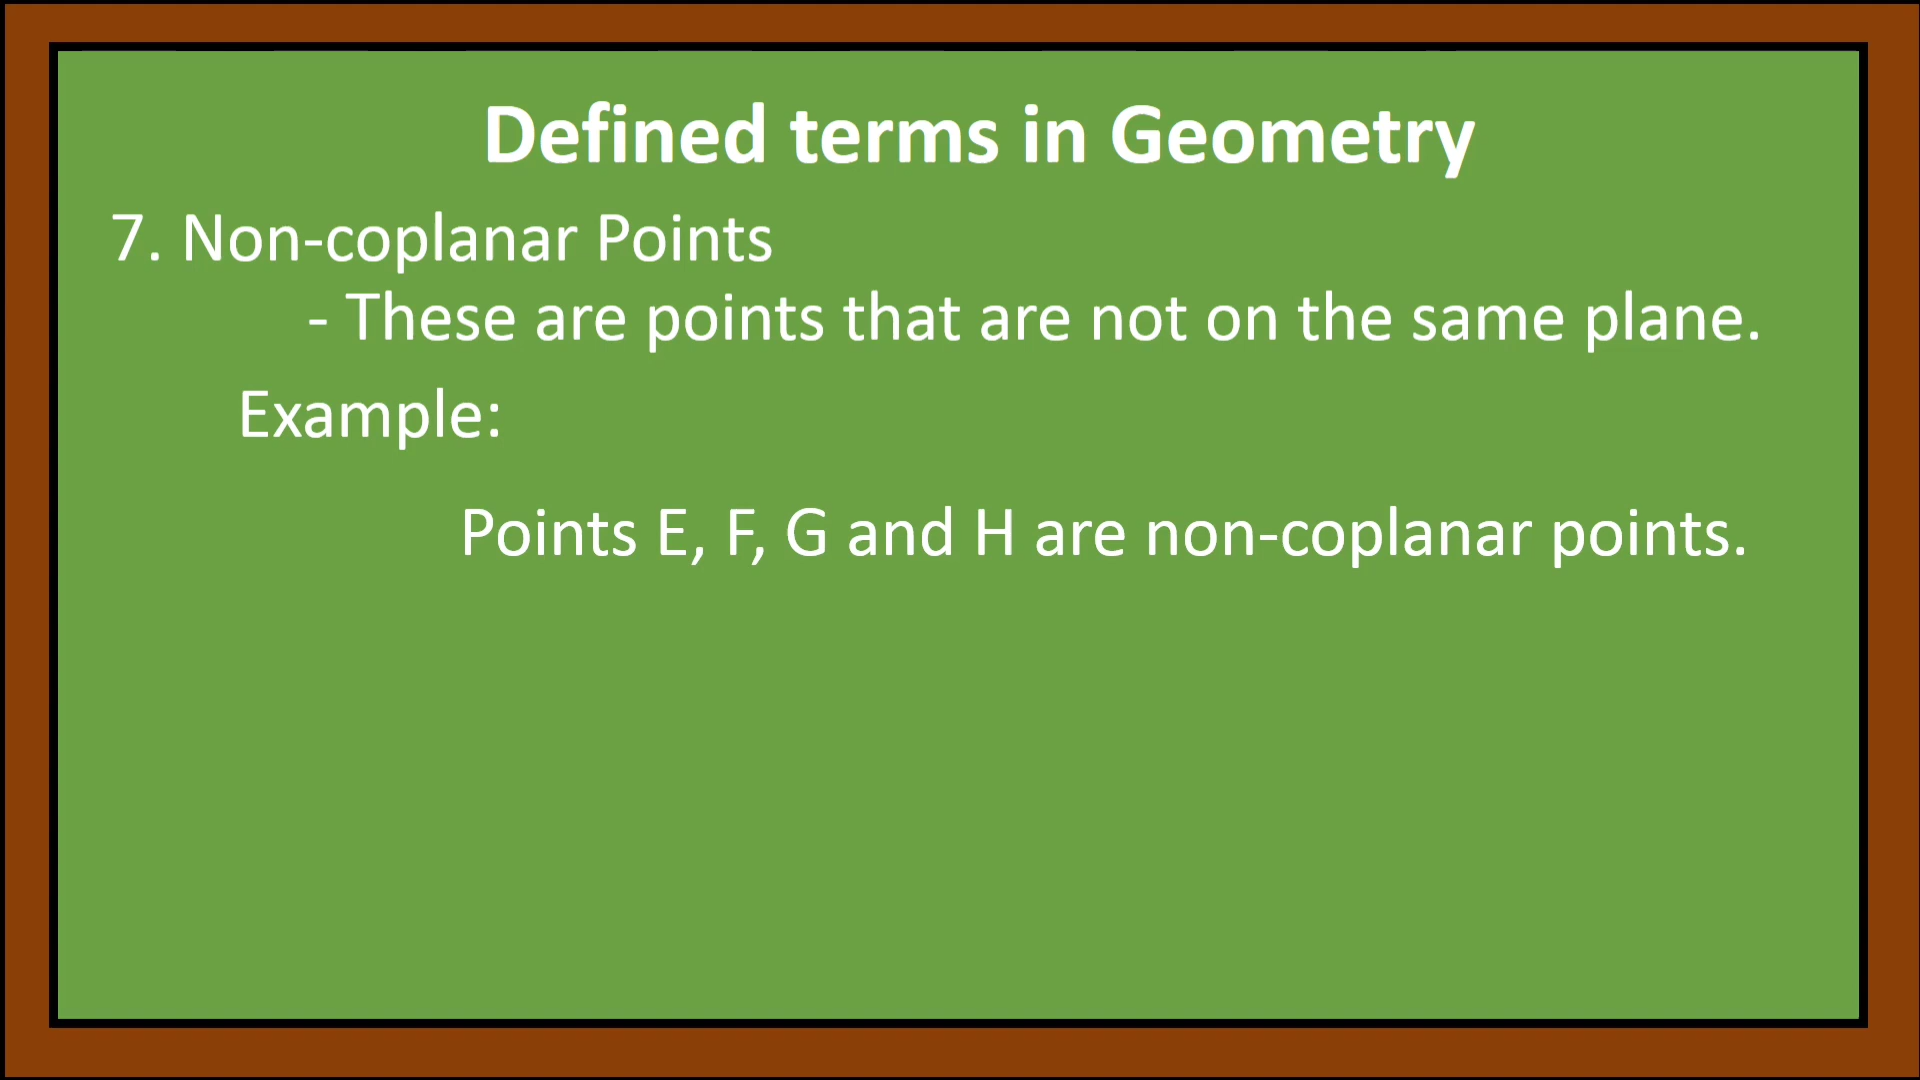 Defined terms in Geometry
7. Non-coplanar Points
- These are points that are not on the same plane.
Example:
Points E, F, G and H are non-coplanar points.